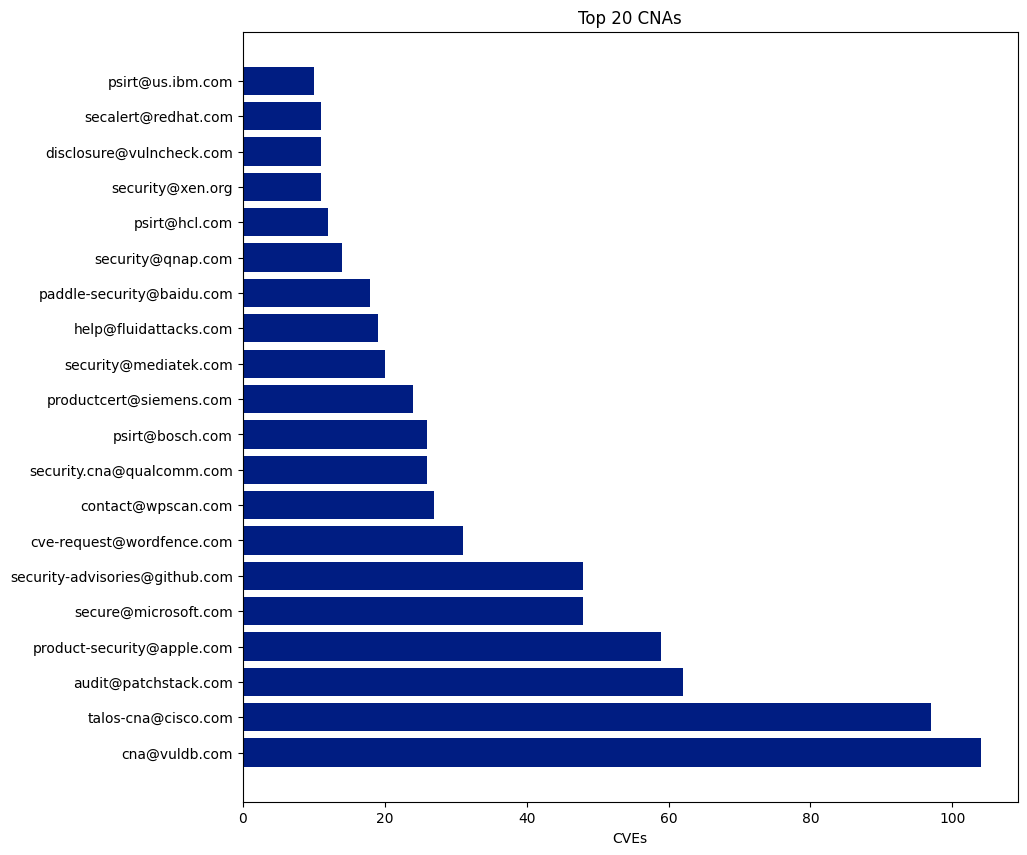 Top 20 CNAs
psirt@us.ibm.com
secalert@redhat.com
disclosure@vulncheck.com
security@xen.org
psirt@hcl.com
security@qnap.com
paddle-security@baidu.com
help@fluidattacks.com
security@mediatek.com
productcert@siemens.com
psirt@bosch.com
security.cna@qualcomm.com
contact@wpscan.com
cve-request@wordfence.com
security-advisories@github.com
secure@microsoft.com
product-security@apple.com
audit@patchstack.com
talos-cna@cisco.com
cna@vuldb.com
0 20 40 60 80 100
CVEs